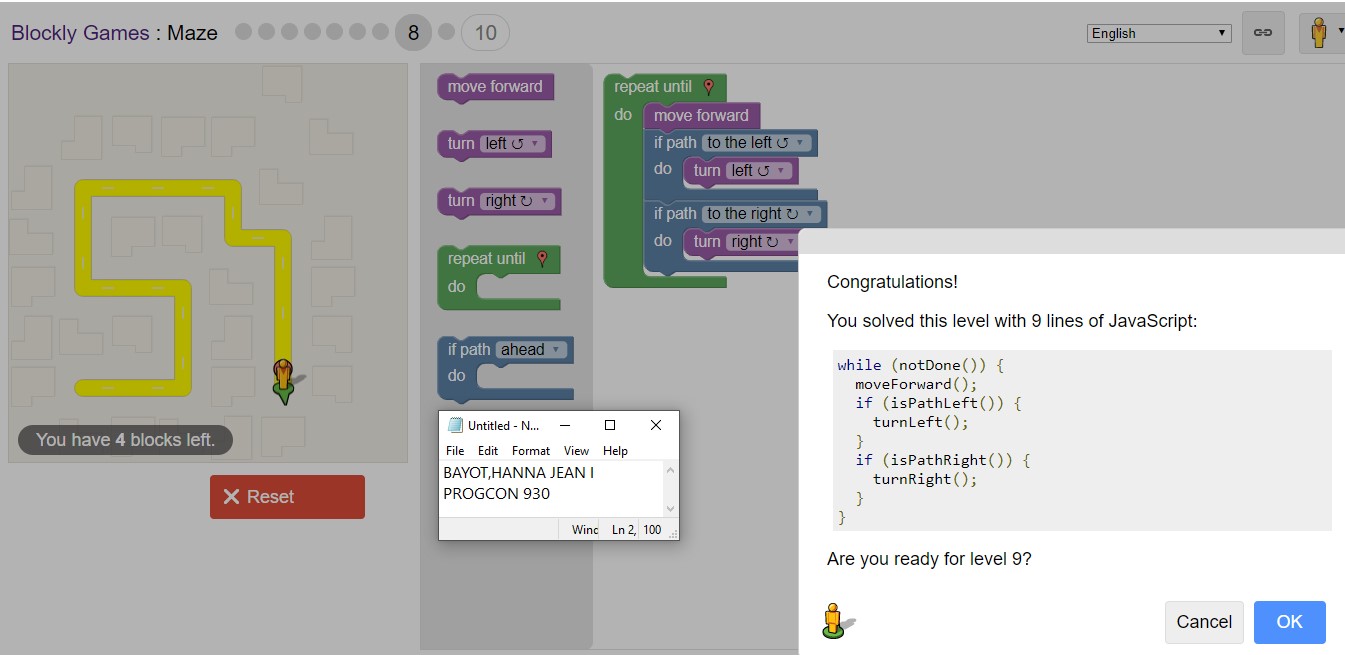 Blockly Games : Maze 8 10
English
move forward
turn left ↺
turn right ↻
repeat until
do
if path ahead
do
repeat until
do move forward
if path to the left ↺
do turn left ↺
if path to the right ↻
do turn right ↻
You have 4 blocks left.
Reset
Untitled - N...
File Edit Format View Help
BAYOT,HANNA JEAN I
PROGCON 930
Winc Ln 2, 100
Congratulations!
You solved this level with 9 lines of JavaScript:
while (notDone()) {
  moveForward();
  if (isPathLeft()) {
    turnLeft();
  }
  if (isPathRight()) {
    turnRight();
  }
}
Are you ready for level 9?
Cancel OK